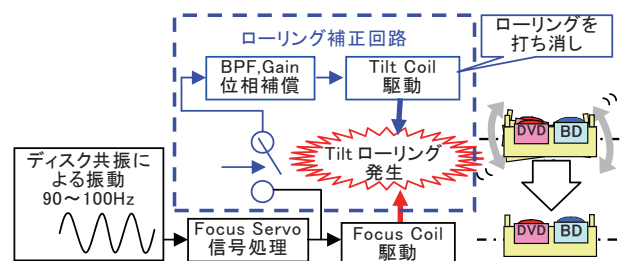 ローリング補正回路
ローリングを
打ち消し
BPF,Gain
位相補償
Tilt Coil
駆動
Tilt ローリング
発生
DVD
BD
ディスク共振に
よる振動
90～100Hz
Focus Servo
信号処理
Focus Coil
駆動
DVD
BD